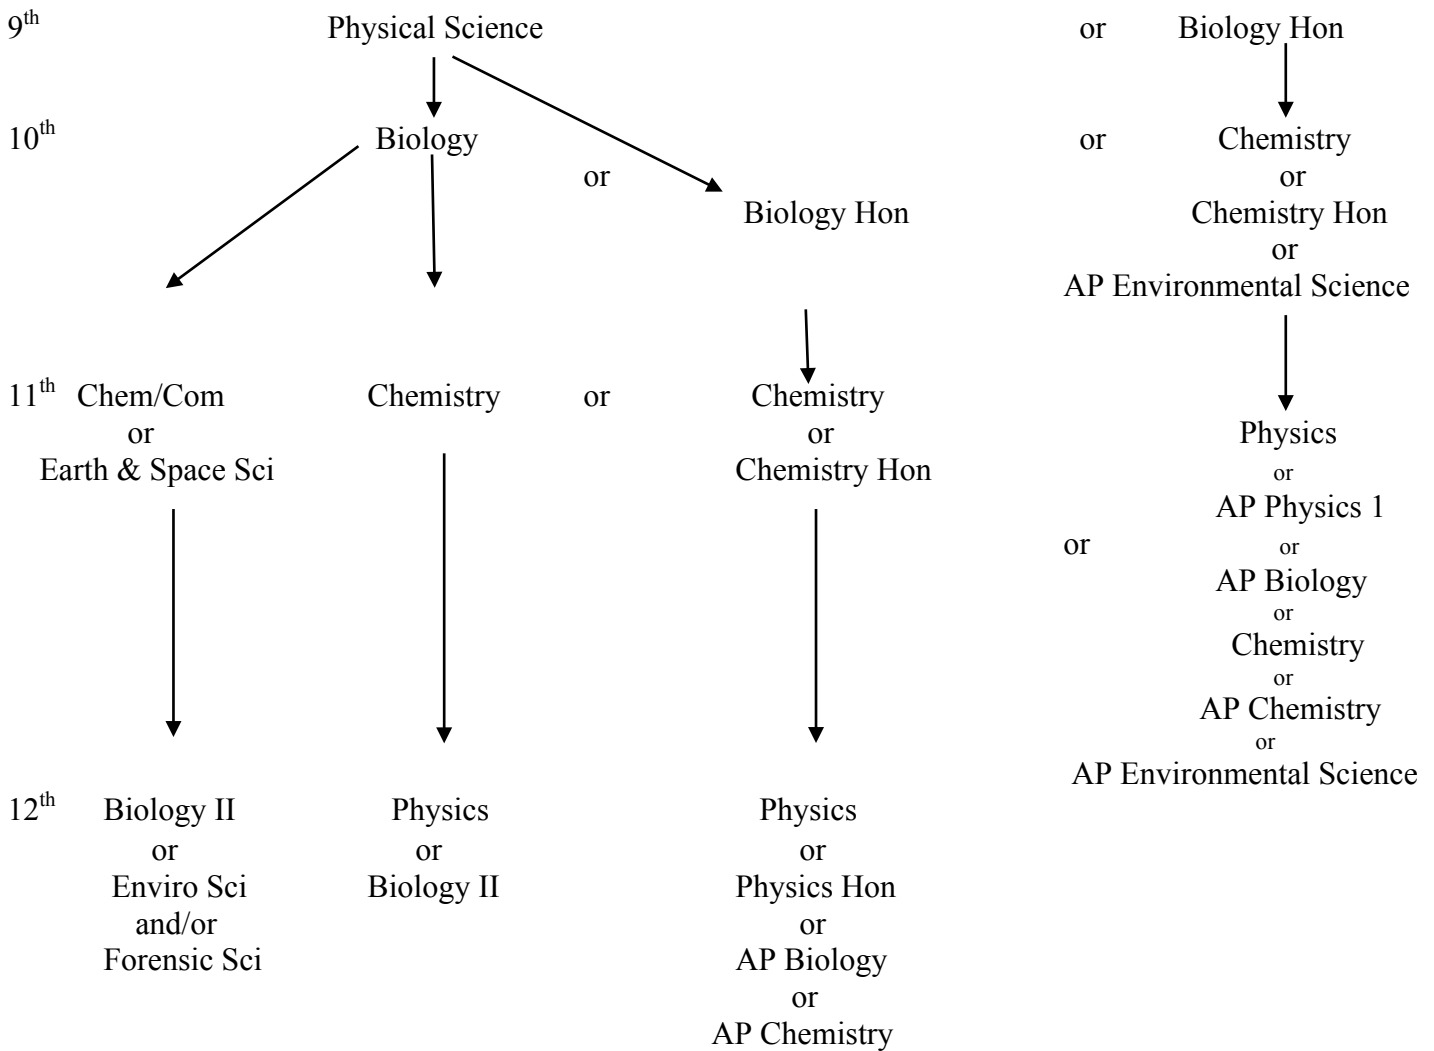 9th Physical Science or Biology Hon
10th Biology or Chemistry
or or
Biology Hon Chemistry Hon
or
AP Environmental Science
11th Chem/Com Chemistry or Chemistry
or or Physics
Earth & Space Sci Chemistry Hon or
AP Physics 1
or or
AP Biology
or
Chemistry
or
AP Chemistry
or
AP Environmental Science
12th Biology II Physics Physics
or or or
Enviro Sci Biology II Physics Hon
and/or or
Forensic Sci AP Biology
or
AP Chemistry